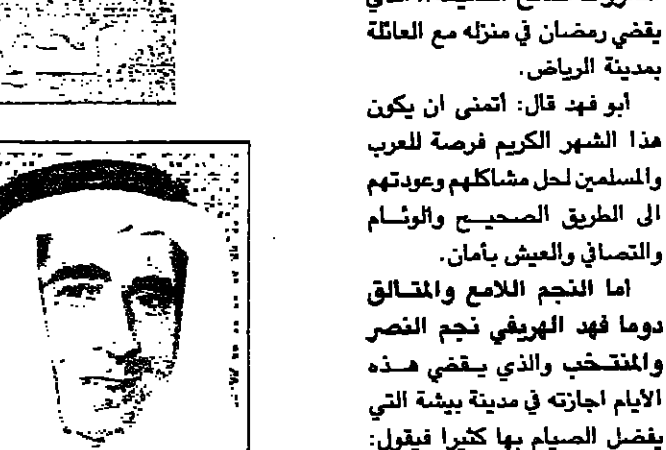 يقضي رمضان في منزله مع العائلة
بمدينة الرياض.
أبو فهد قال: أتمنى ان يكون
هذا الشهر الكريم فرصة للعرب
والمسلمين لحل مشاكلهم وعودتهم
الى الطريق الصحيح والوئام
والتصافي والعيش بأمان.
أما النجم اللامع والمتالق
دوما فهد الهريفي نجم النصر
والمنتخب والذي يقضي هذه
الأيام اجازته في مدينة بيشة التي
يفضل الصيام بها كثيرا فيقول: